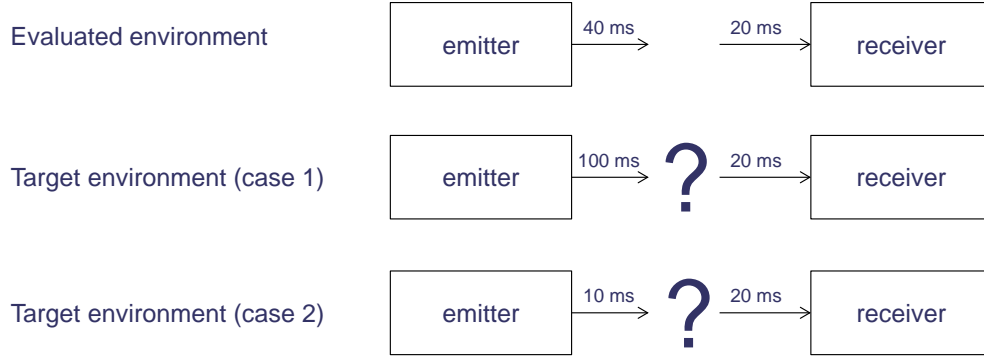 Evaluated environment
emitter
40 ms
20 ms
receiver
Target environment (case 1)
emitter
100 ms
?
20 ms
receiver
Target environment (case 2)
emitter
10 ms
?
20 ms
receiver